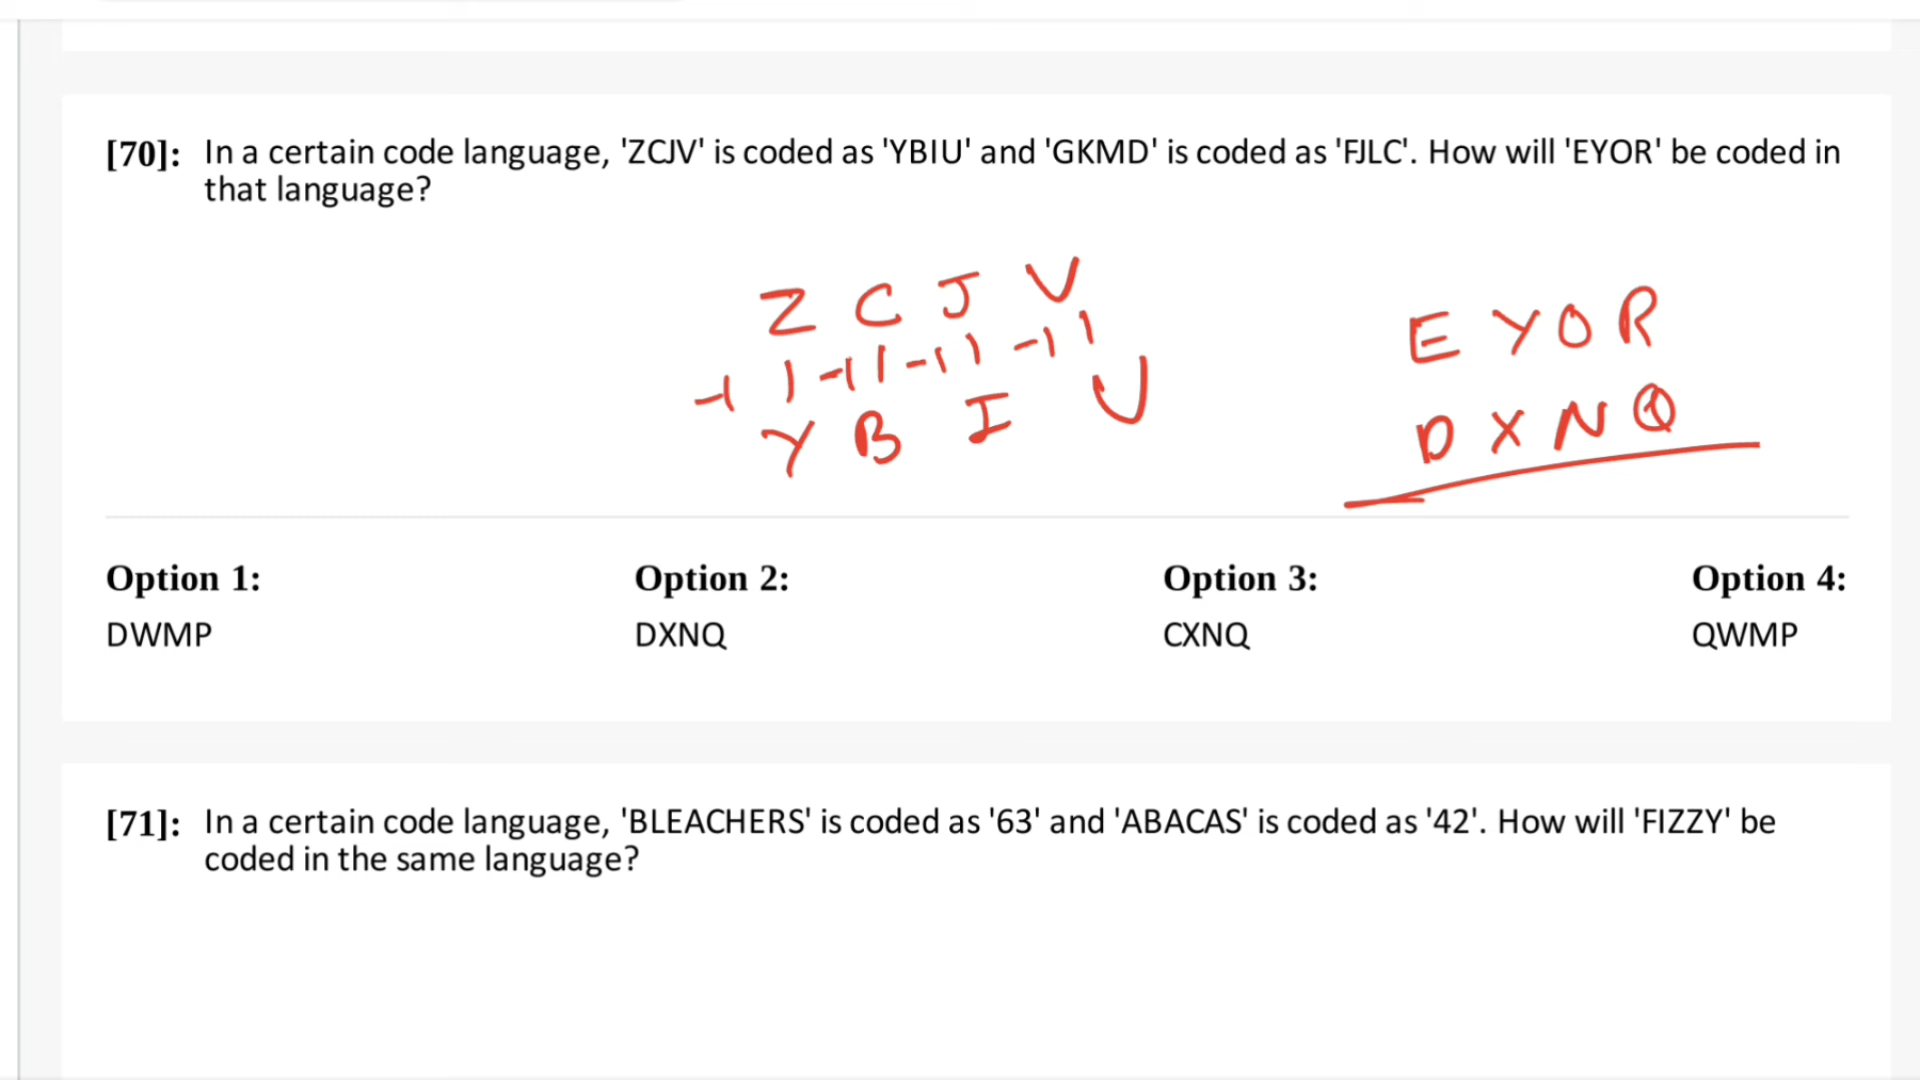 [70]: In a certain code language, 'ZCJV' is coded as 'YBIU' and 'GKMD' is coded as 'FJLC'. How will 'EYOR' be coded in
that language?
Z C J V
-1 | -1 | -1 | -1 |
Y B I U
E Y O R
D X N Q
Option 1:
DWMP
Option 2:
DXNQ
Option 3:
CXNQ
Option 4:
QWMP
[71]: In a certain code language, 'BLEACHERS' is coded as '63' and 'ABACAS' is coded as '42'. How will 'FIZZY' be
coded in the same language?